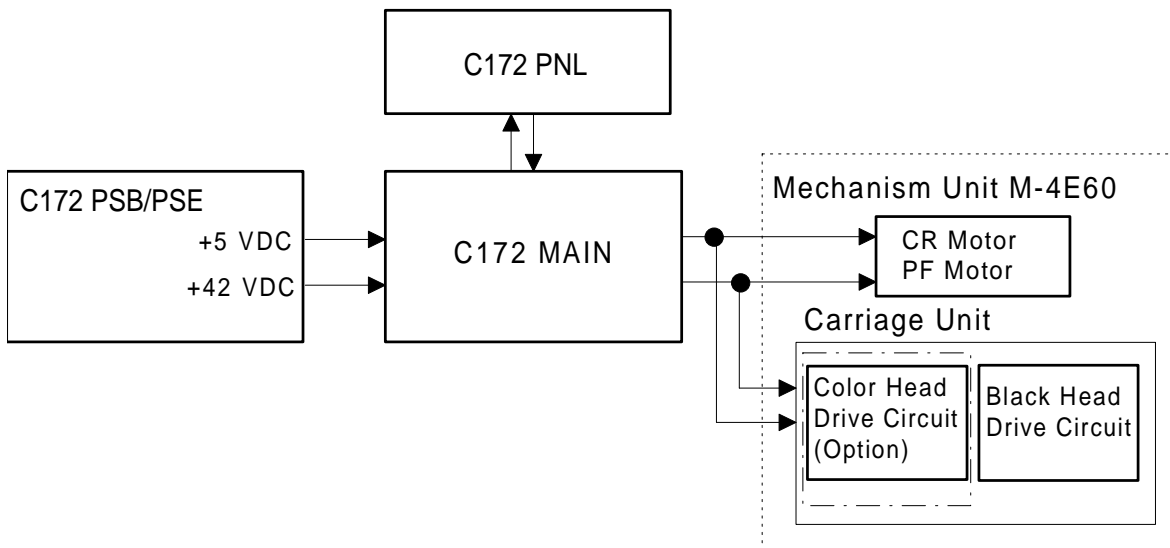 C172 PNL
C172 PSB/PSE
+5 VDC
+42 VDC
C172 MAIN
Mechanism Unit M-4E60
CR Motor
PF Motor
Carriage Unit
Color Head
Drive Circuit
(Option)
Black Head
Drive Circuit